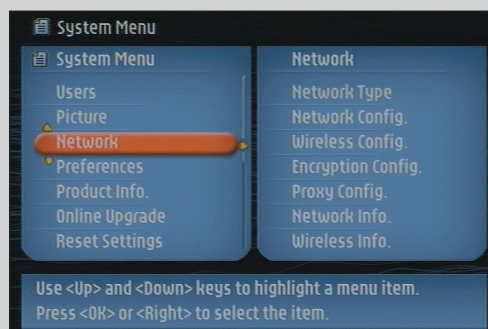 System Menu
System Menu
Users
Picture
Network
Preferences
Product Info.
Online Upgrade
Reset Settings
Network
Network Type
Network Config.
Wireless Config.
Encryption Config.
Proxy Config.
Network Info.
Wireless Info.
Use <Up> and <Down> keys to highlight a menu item.
Press <OK> or <Right> to select the item.